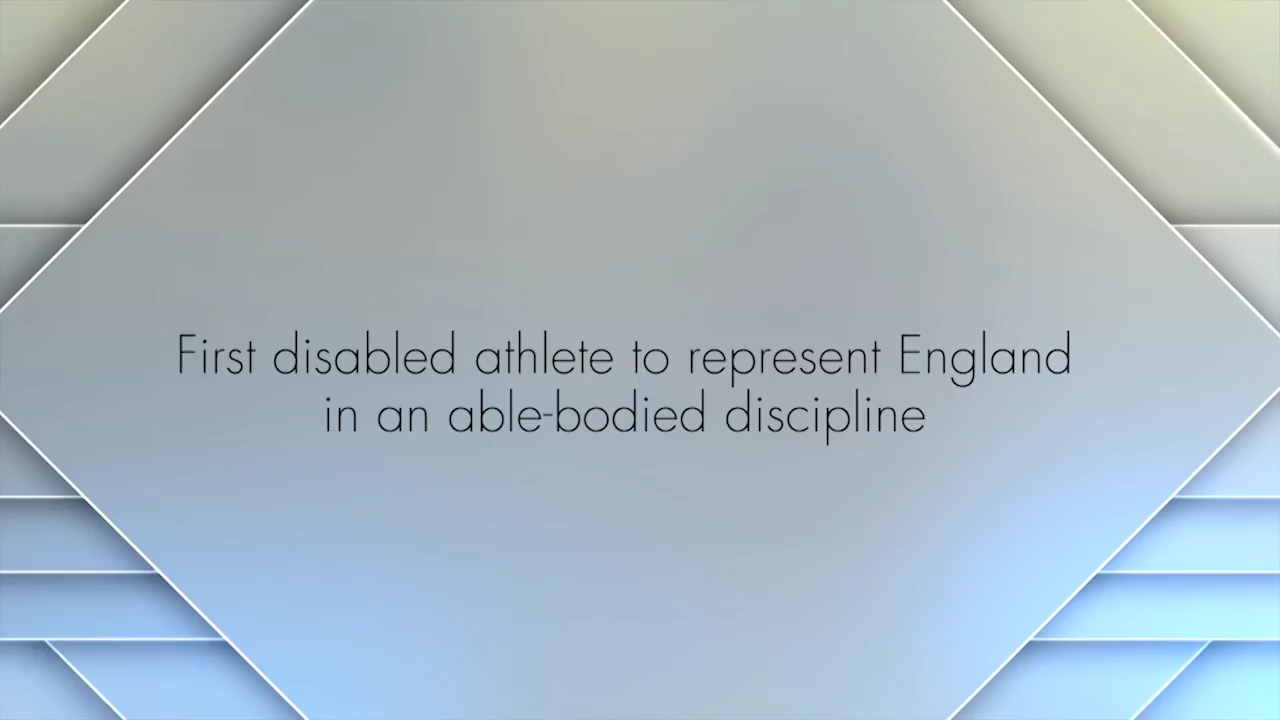 First disabled athlete to represent England
in an able-bodied discipline